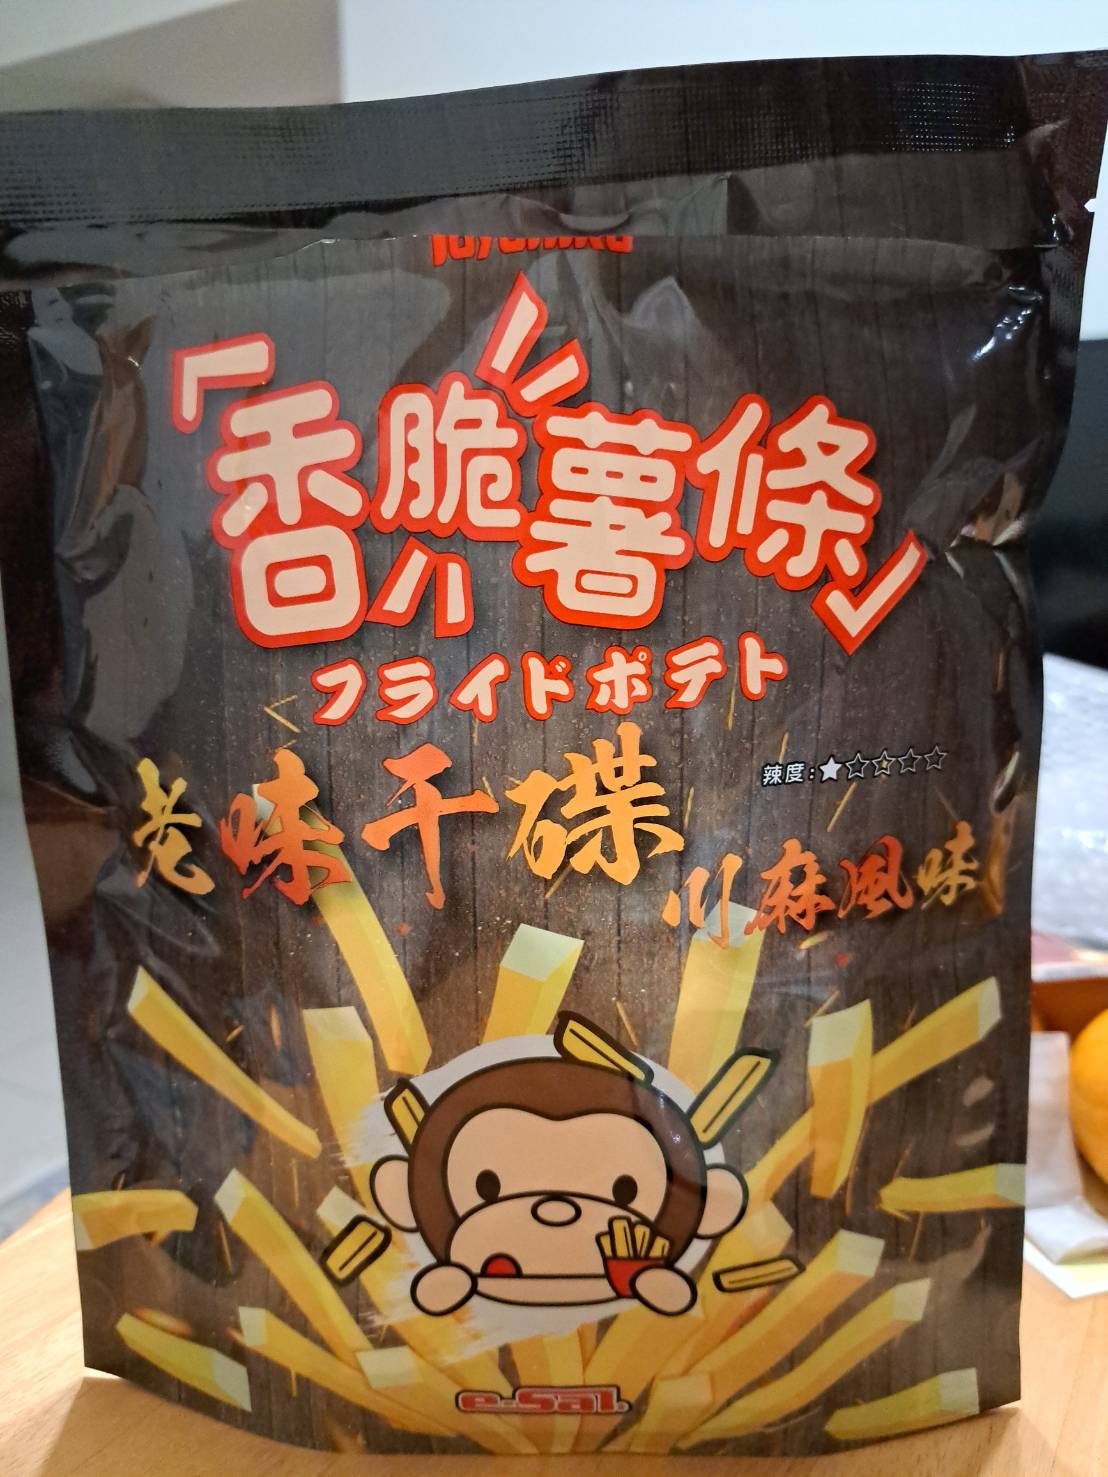 香脆薯條
フライドポテト
老味干碟
辣度:★☆☆☆☆
川麻風味
e-sal.